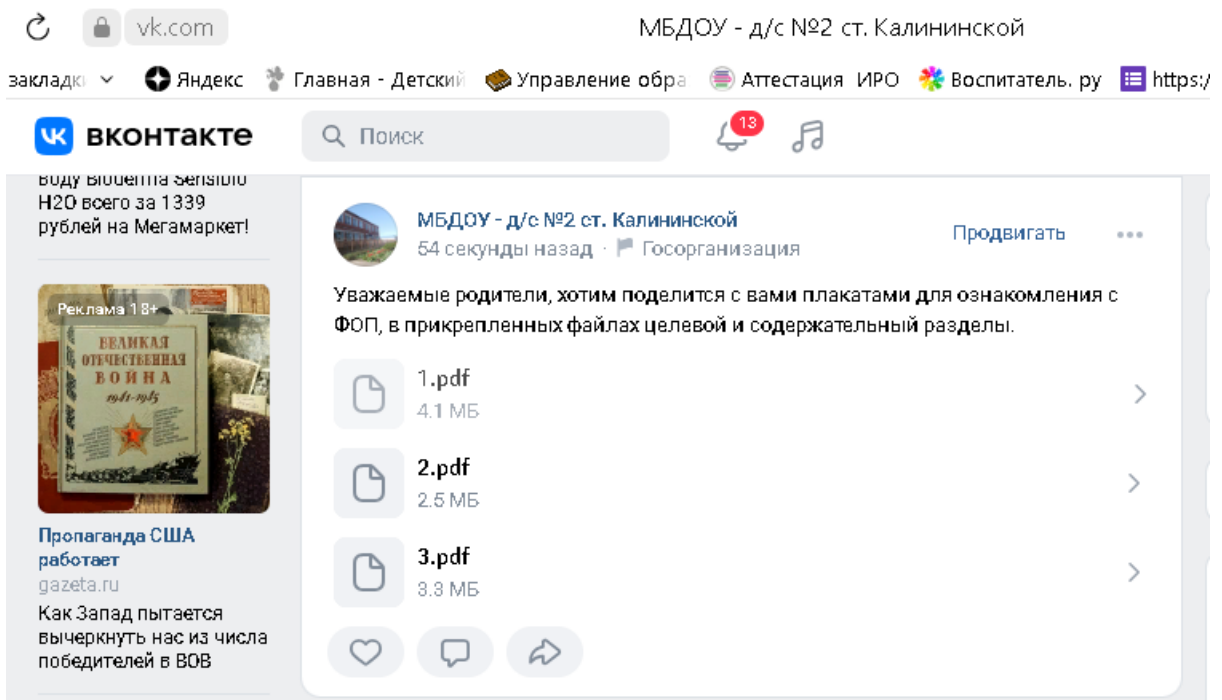 vk.com
МБДОУ - д/с №2 ст. Калининской
закладки
Яндекс
Главная - Детский
Управление обра
Аттестация ИРО
Воспитатель. ру
https:/
вконтакте
Поиск
13
воду Bioderma Sensibio
H2O всего за 1339
рублей на Мегамаркет!
Реклама 18+
ВЕЛИКАЯ
ОТЕЧЕСТВЕННАЯ
ВОЙНА
1941-1945
Пропаганда США
работает
gazeta.ru
Как Запад пытается
вычеркнуть нас из числа
победителей в ВОВ
МБДОУ - д/с №2 ст. Калининской
54 секунды назад · Госорганизация
Продвигать
Уважаемые родители, хотим поделится с вами плакатами для ознакомления с
ФОП, в прикрепленных файлах целевой и содержательный разделы.
1.pdf
4.1 МБ
2.pdf
2.5 МБ
3.pdf
3.3 МБ